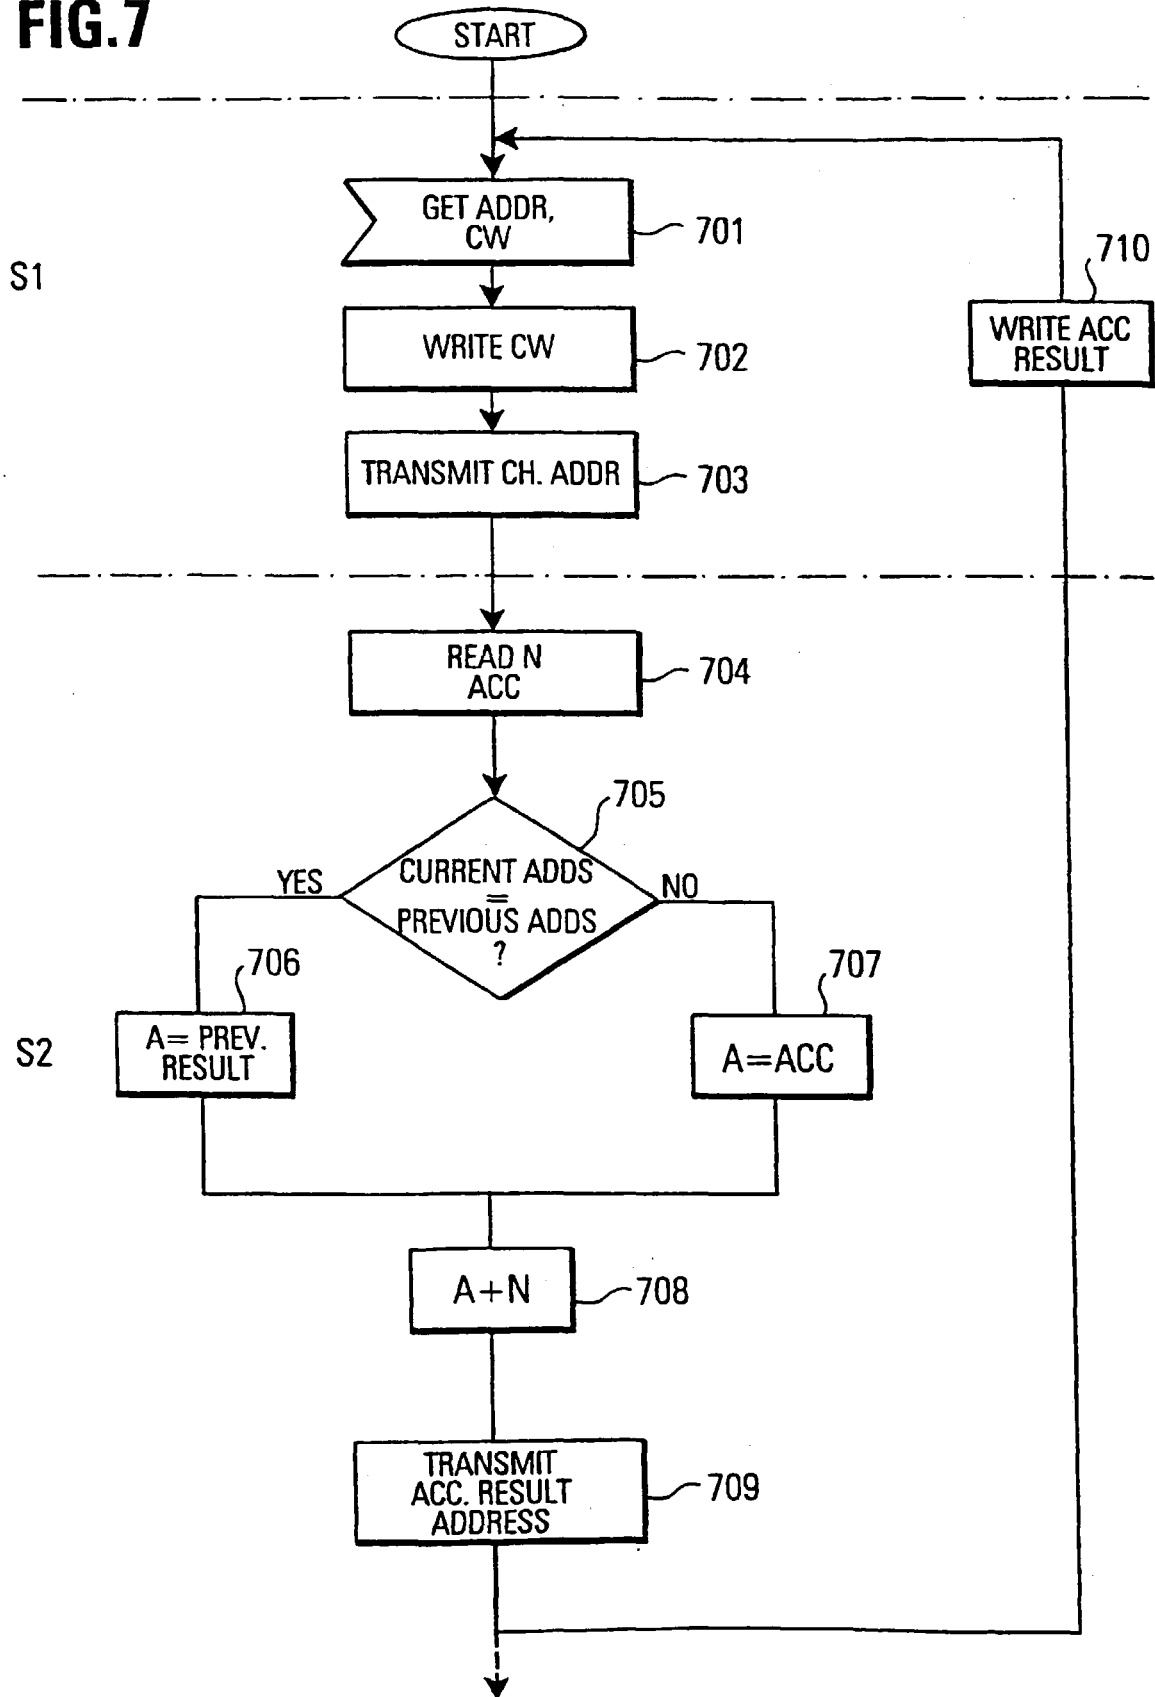 FIG.7
START
GET ADDR,
CW
701
S1
710
WRITE CW
702
WRITE ACC
RESULT
TRANSMIT CH. ADDR
703
READ N
ACC
704
705
CURRENT ADDS
=
PREVIOUS ADDS
?
YES
NO
706
707
S2
A= PREV.
RESULT
A=ACC
A+N
708
TRANSMIT
ACC. RESULT
ADDRESS
709